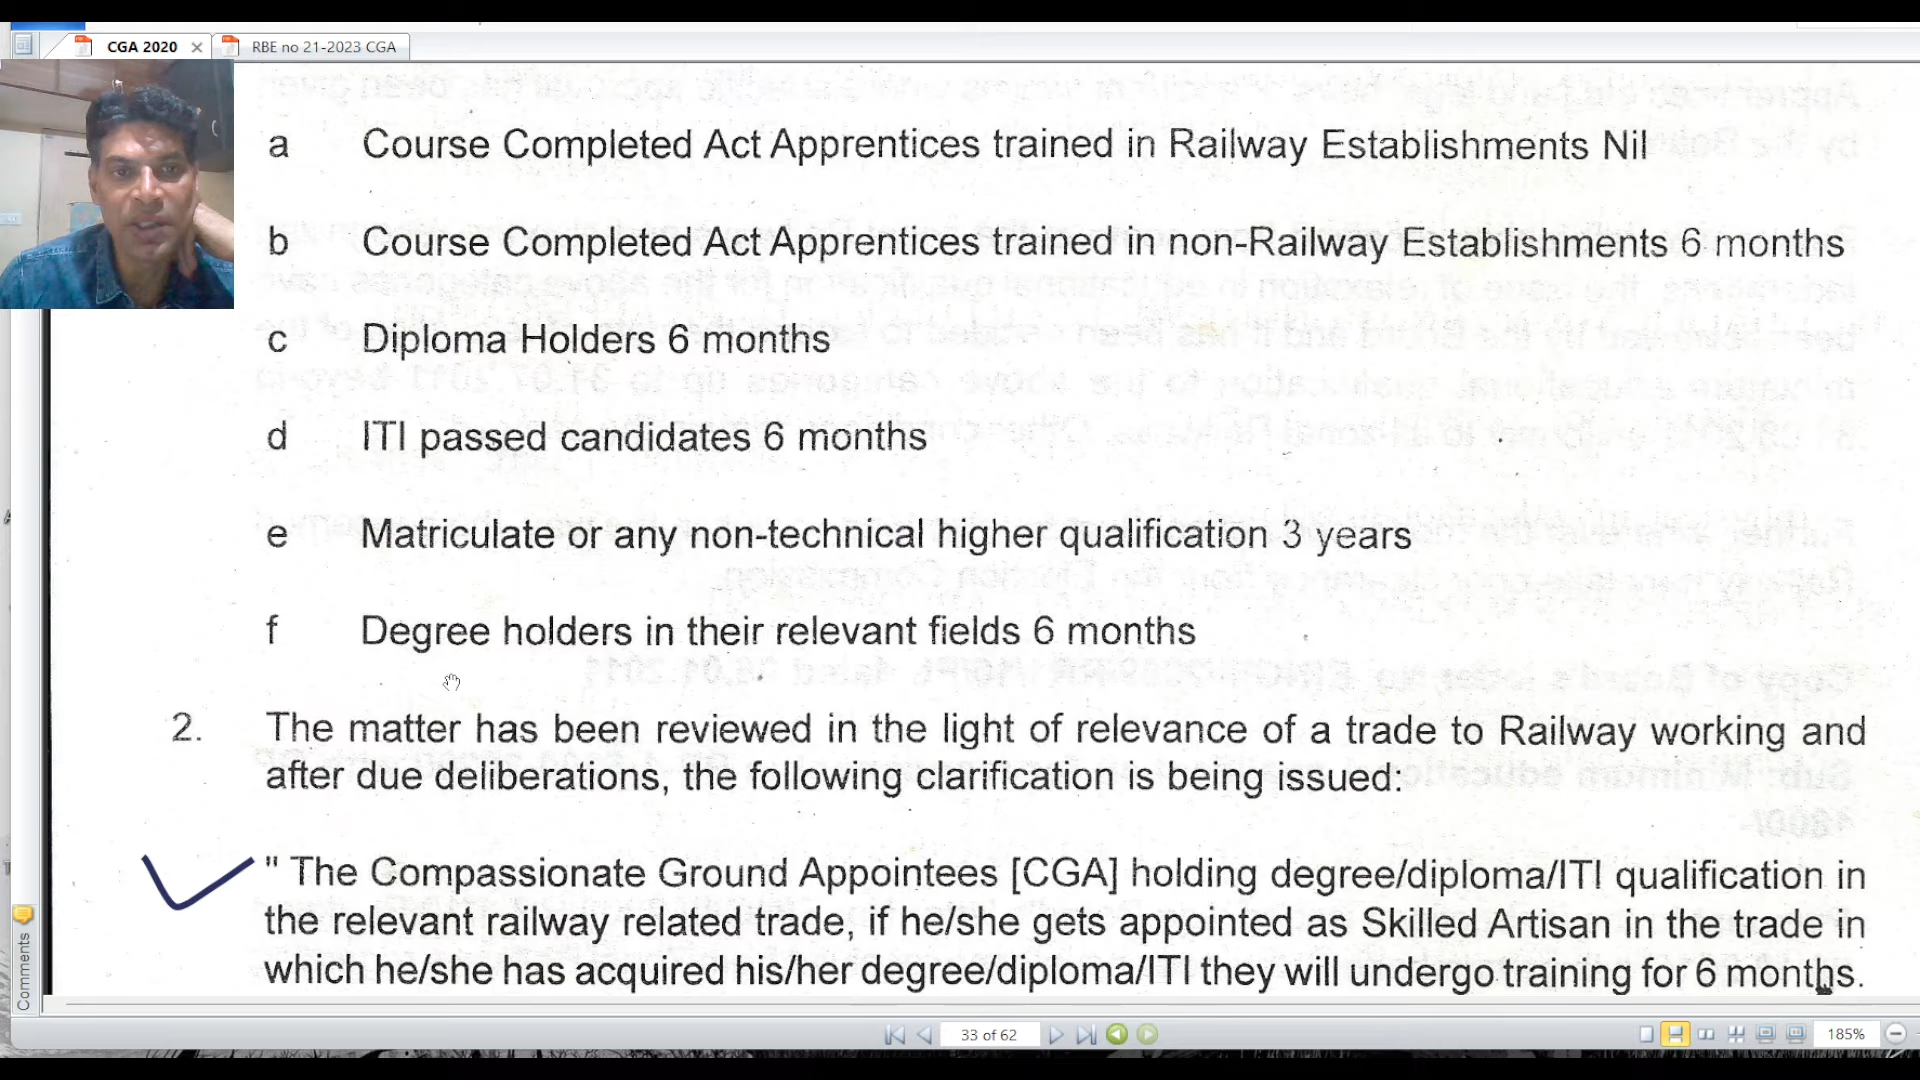 CGA 2020
RBE no 21-2023 CGA
a Course Completed Act Apprentices trained in Railway Establishments Nil
b Course Completed Act Apprentices trained in non-Railway Establishments 6 months
c Diploma Holders 6 months
d ITI passed candidates 6 months
e Matriculate or any non-technical higher qualification 3 years
f Degree holders in their relevant fields 6 months
2. The matter has been reviewed in the light of relevance of a trade to Railway working and
after due deliberations, the following clarification is being issued:
" The Compassionate Ground Appointees [CGA] holding degree/diploma/ITI qualification in
the relevant railway related trade, if he/she gets appointed as Skilled Artisan in the trade in
which he/she has acquired his/her degree/diploma/ITI they will undergo training for 6 months.
Comments
33 of 62
185%